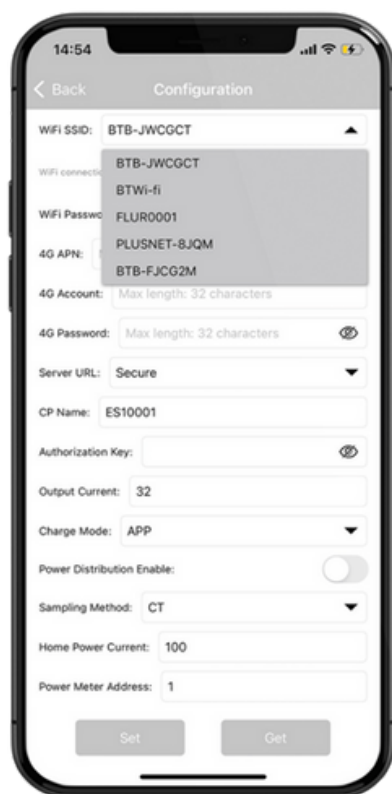 14:54
Back Configuration
WiFi SSID: BTB-JWCGCT
BTB-JWCGCT
WiFi connectio
BTWi-fi
WiFi Passwo
FLUR0001
PLUSNET-8JQM
4G APN:
BTB-FJCG2M
4G Account: Max length: 32 characters
4G Password: Max length: 32 characters
Server URL: Secure
CP Name: ES10001
Authorization Key:
Output Current: 32
Charge Mode: APP
Power Distribution Enable:
Sampling Method: CT
Home Power Current: 100
Power Meter Address: 1
Set Get